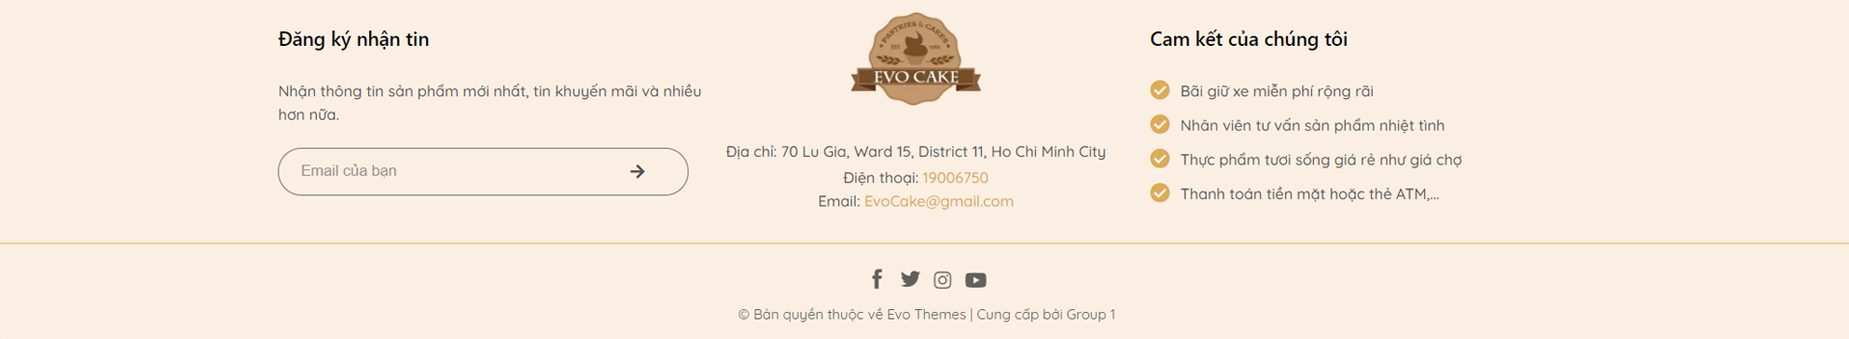 Đăng ký nhận tin
Nhận thông tin sản phẩm mới nhất, tin khuyến mãi và nhiều
hơn nữa.
Email của bạn
PASTRIES & CAKES
EST.
EVO CAKE
Địa chỉ: 70 Lu Gia, Ward 15, District 11, Ho Chi Minh City
Điện thoại: 19006750
Email: EvoCake@gmail.com
Cam kết của chúng tôi
Bãi giữ xe miễn phí rộng rãi
Nhân viên tư vấn sản phẩm nhiệt tình
Thực phẩm tươi sống giá rẻ như giá chợ
Thanh toán tiền mặt hoặc thẻ ATM,...
© Bản quyền thuộc về Evo Themes | Cung cấp bởi Group 1